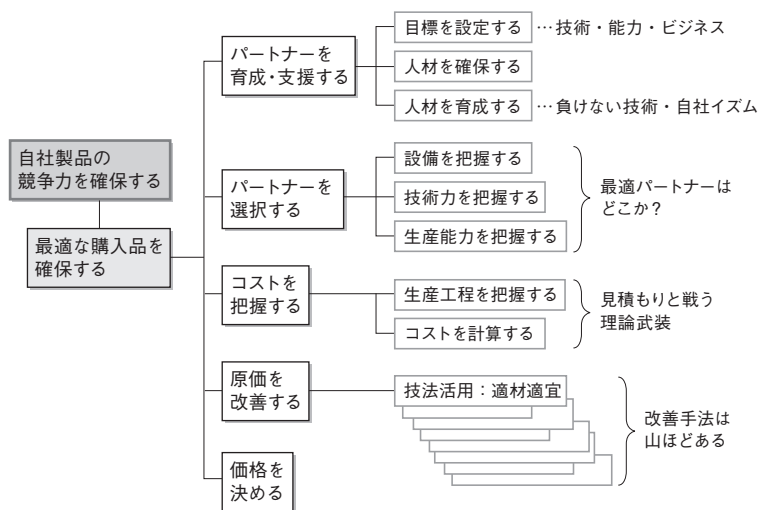 自社製品の
競争力を確保する
最適な購入品を
確保する
パートナーを
育成・支援する
目標を設定する
…技術・能力・ビジネス
人材を確保する
人材を育成する
…負けない技術・自社イズム
パートナーを
選択する
設備を把握する
技術力を把握する
生産能力を把握する
最適パートナーは
どこか?
コストを
把握する
生産工程を把握する
コストを計算する
見積もりと戦う
理論武装
原価を
改善する
技法活用:適材適宜
改善手法は
山ほどある
価格を
決める